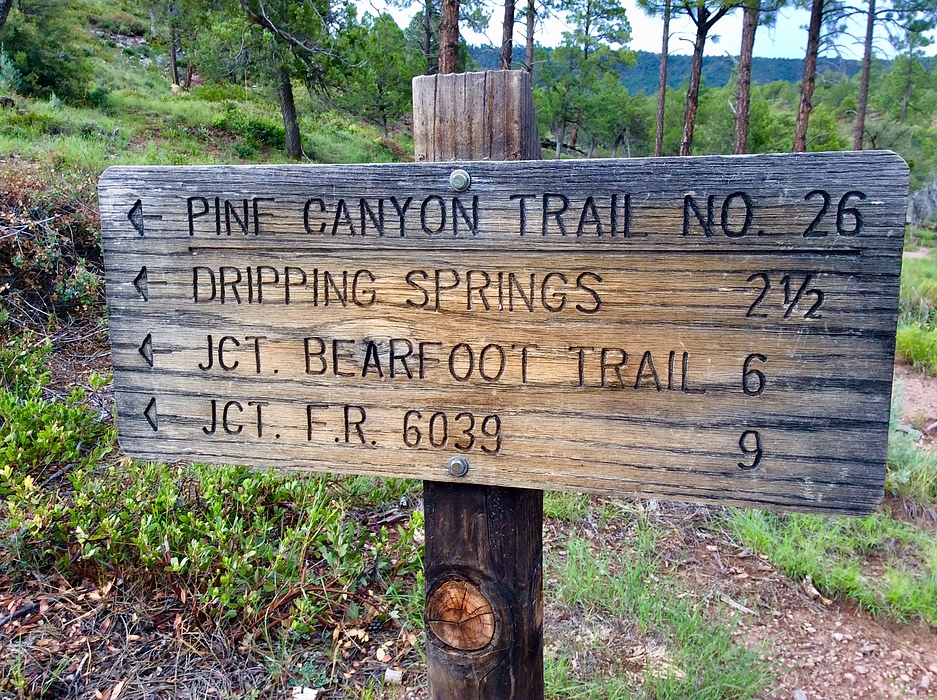 PINE CANYON TRAIL NO. 26
DRIPPING SPRINGS 2½
JCT. BEARFOOT TRAIL 6
JCT. F.R. 6039 9